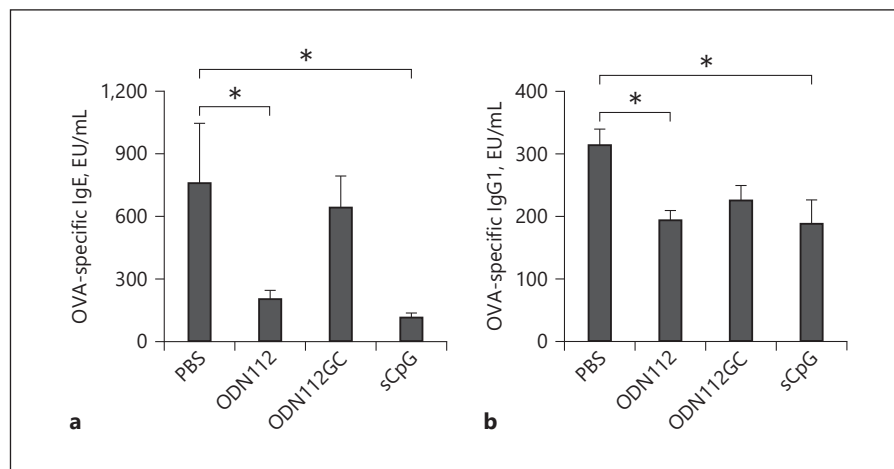 *
*
1,200
900
600
300
0
OVA-specific IgE, EU/mL
PBS
ODN112
ODN112GC
sCpG
a
*
*
400
300
200
100
0
OVA-specific IgG1, EU/mL
PBS
ODN112
ODN112GC
sCpG
b